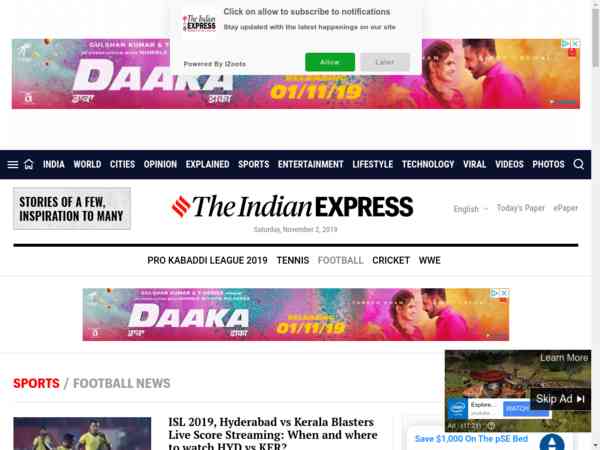 Click on allow to subscribe to notifications
Stay updated with the latest happenings on our site
The Indian
EXPRESS
Powered By iZooto
Allow
Later
GULSHAN KUMAR & T
DAAKA
ਡਾਕਾ
डाका
RELEASING
01/11/19
INDIA WORLD CITIES OPINION EXPLAINED SPORTS ENTERTAINMENT LIFESTYLE TECHNOLOGY VIRAL VIDEOS PHOTOS
STORIES OF A FEW,
INSPIRATION TO MANY
The Indian EXPRESS
Saturday, November 2, 2019
English
Today's Paper
ePaper
PRO KABADDI LEAGUE 2019 TENNIS FOOTBALL CRICKET WWE
GULSHAN KUMAR & T-SERIES
DAAKA
ਡਾਕਾ
डाका
RELEASING
01/11/19
SPORTS / FOOTBALL NEWS
Learn More
Skip Ad
Explore...
youtube
WATCH
Ad : (11:21)
ISL 2019, Hyderabad vs Kerala Blasters
Live Score Streaming: When and where
to watch HYD vs KER?
Save $1,000 On The pSE Bed